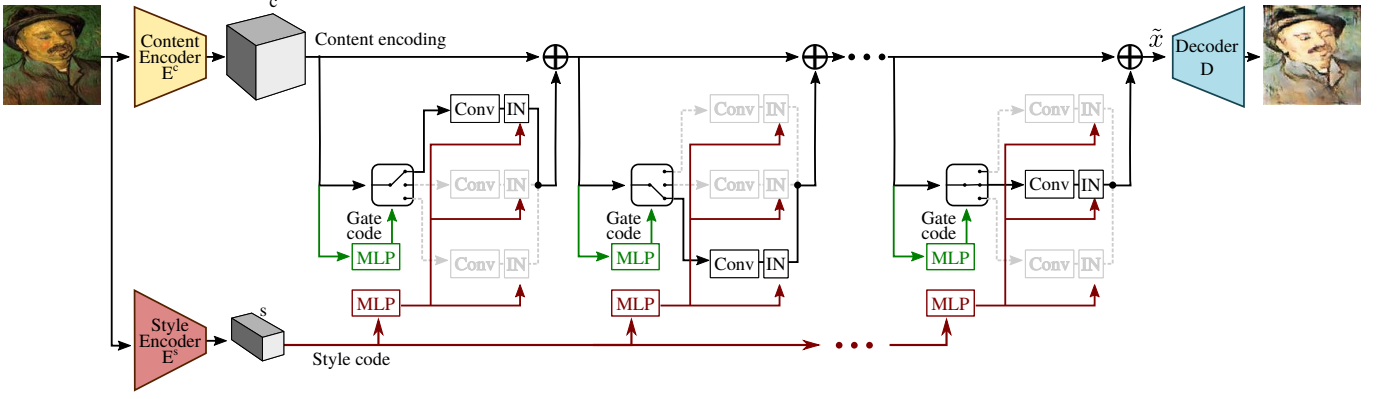 c
Content
Encoder
E^c
Content encoding
x̃
Decoder
D
Conv IN
Conv IN
Conv IN
Gate
code
MLP
MLP
Conv IN
Conv IN
Conv IN
Gate
code
MLP
MLP
Conv IN
Conv IN
Conv IN
Gate
code
MLP
MLP
Style
Encoder
E^s
s
Style code